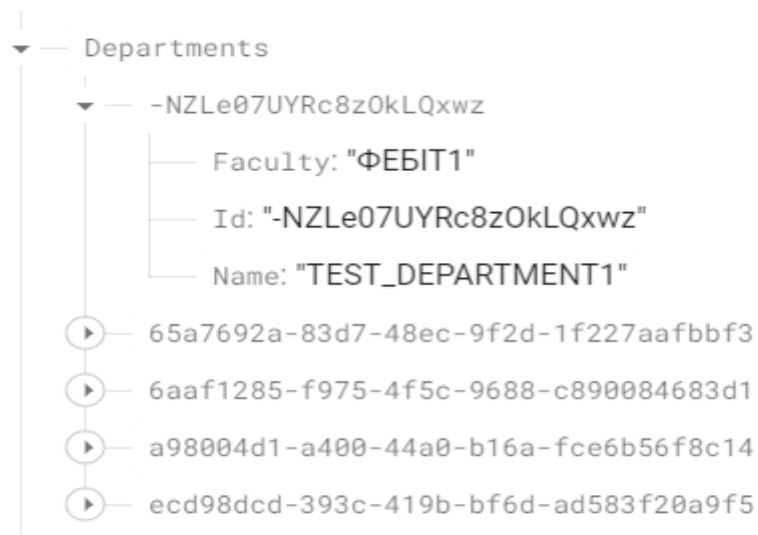 Departments
-NZLe07UYRc8zOkLQxwz
Faculty: "ФЕБІТ1"
Id: "-NZLe07UYRc8zOkLQxwz"
Name: "TEST_DEPARTMENT1"
65a7692a-83d7-48ec-9f2d-1f227aafbbf3
6aaf1285-f975-4f5c-9688-c890084683d1
a98004d1-a400-44a0-b16a-fce6b56f8c14
ecd98dcd-393c-419b-bf6d-ad583f20a9f5